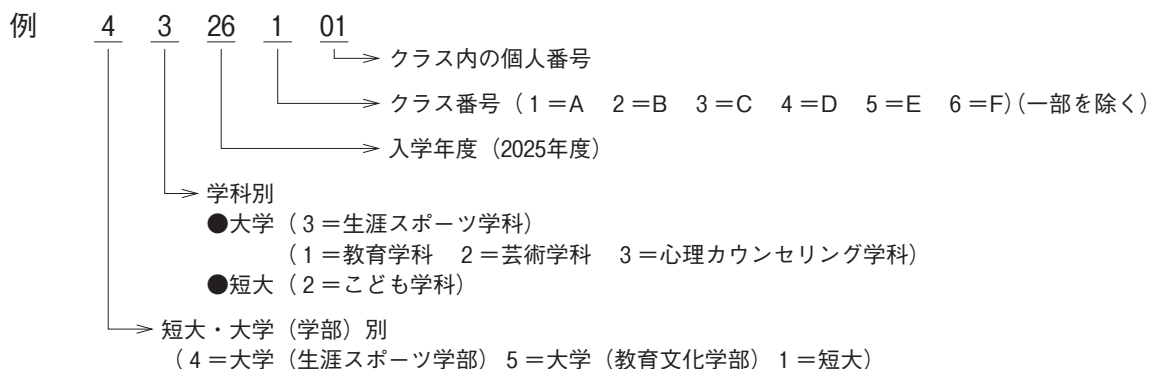 例 4 3 26 1 01
クラス内の個人番号
クラス番号（1＝A 2＝B 3＝C 4＝D 5＝E 6＝F）（一部を除く）
入学年度（2025年度）
学科別
●大学（3＝生涯スポーツ学科）
（1＝教育学科 2＝芸術学科 3＝心理カウンセリング学科）
●短大（2＝こども学科）
短大・大学（学部）別
（4＝大学（生涯スポーツ学部）5＝大学（教育文化学部）1＝短大）